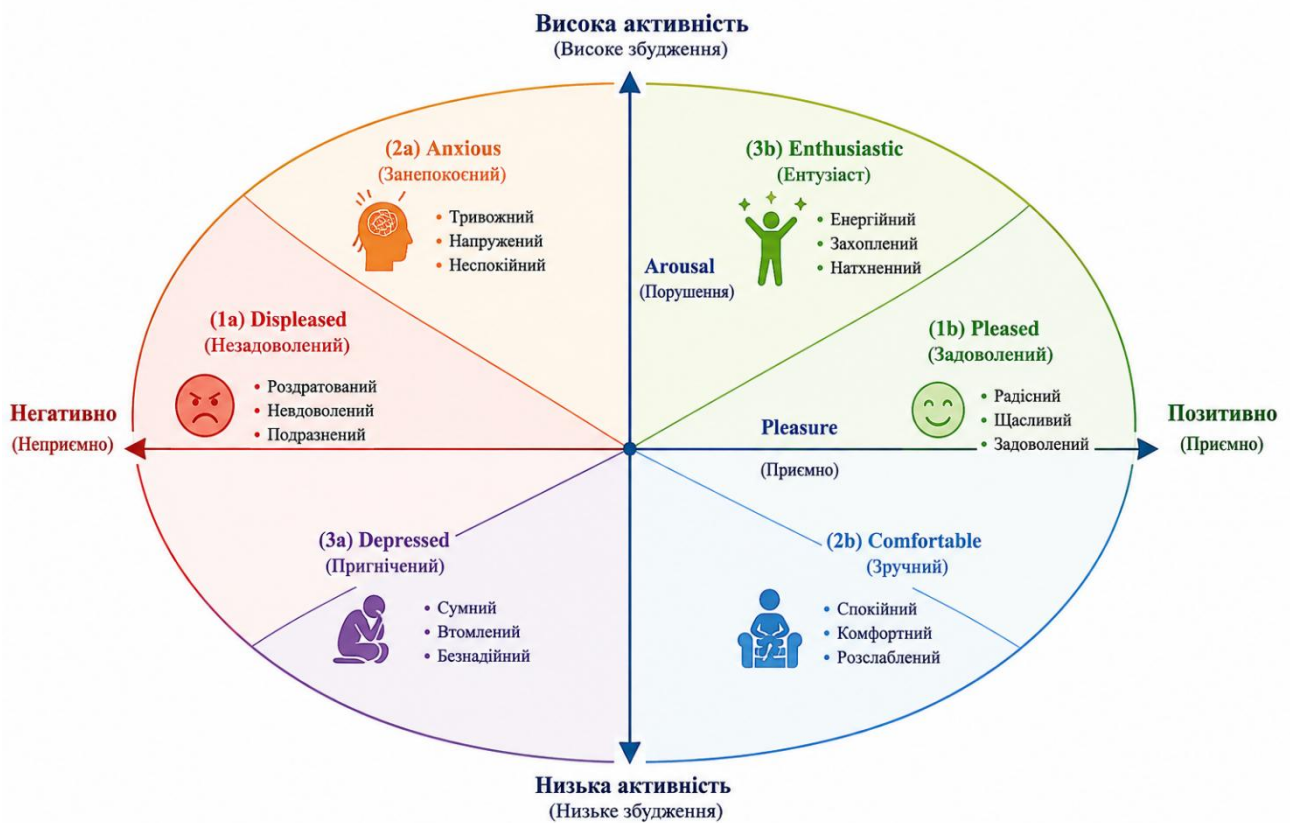 Висока активність
(Високе збудження)
(2a) Anxious
(Занепокоєний)
• Тривожний
• Напружений
• Неспокійний
(3b) Enthusiastic
(Ентузіаст)
• Енергійний
• Захоплений
• Натхненний
Arousal
(Порушення)
(1a) Displeased
(Незадоволений)
• Роздратований
• Невдоволений
• Подразнений
(1b) Pleased
(Задоволений)
• Радісний
• Щасливий
• Задоволений
Негативно
(Неприємно)
Pleasure
(Приємно)
Позитивно
(Приємно)
(3a) Depressed
(Пригнічений)
• Сумний
• Втомлений
• Безнадійний
(2b) Comfortable
(Зручний)
• Спокійний
• Комфортний
• Розслаблений
Низька активність
(Низьке збудження)